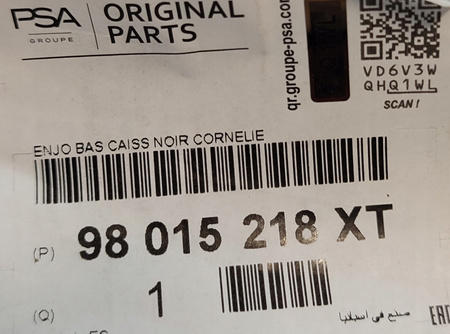 PSA
GROUPE
ORIGINAL
PARTS
qr.groupe-psa.com
VD6V3W
QHQ1WL
SCAN!
ENJO BAS CAISS NOIR CORNELIE
(P) 98 015 218 XT
(Q) 1
صنع في اسبانيا
EAC